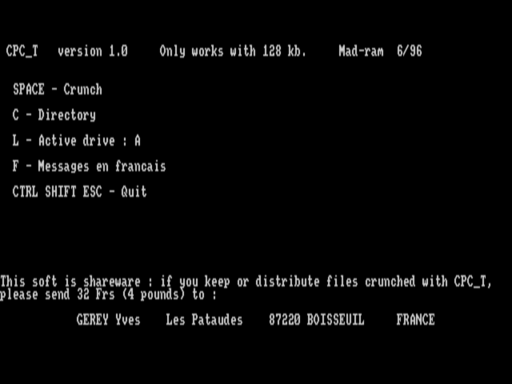 CPC_T version 1.0 Only works with 128 kb. Mad-ram 6/96
SPACE - Crunch
C - Directory
L - Active drive : A
F - Messages en francais
CTRL SHIFT ESC - Quit
This soft is shareware : if you keep or distribute files crunched with CPC_T,
please send 32 Frs (4 pounds) to :
GEREY Yves Les Pataudes 87220 BOISSEUIL FRANCE